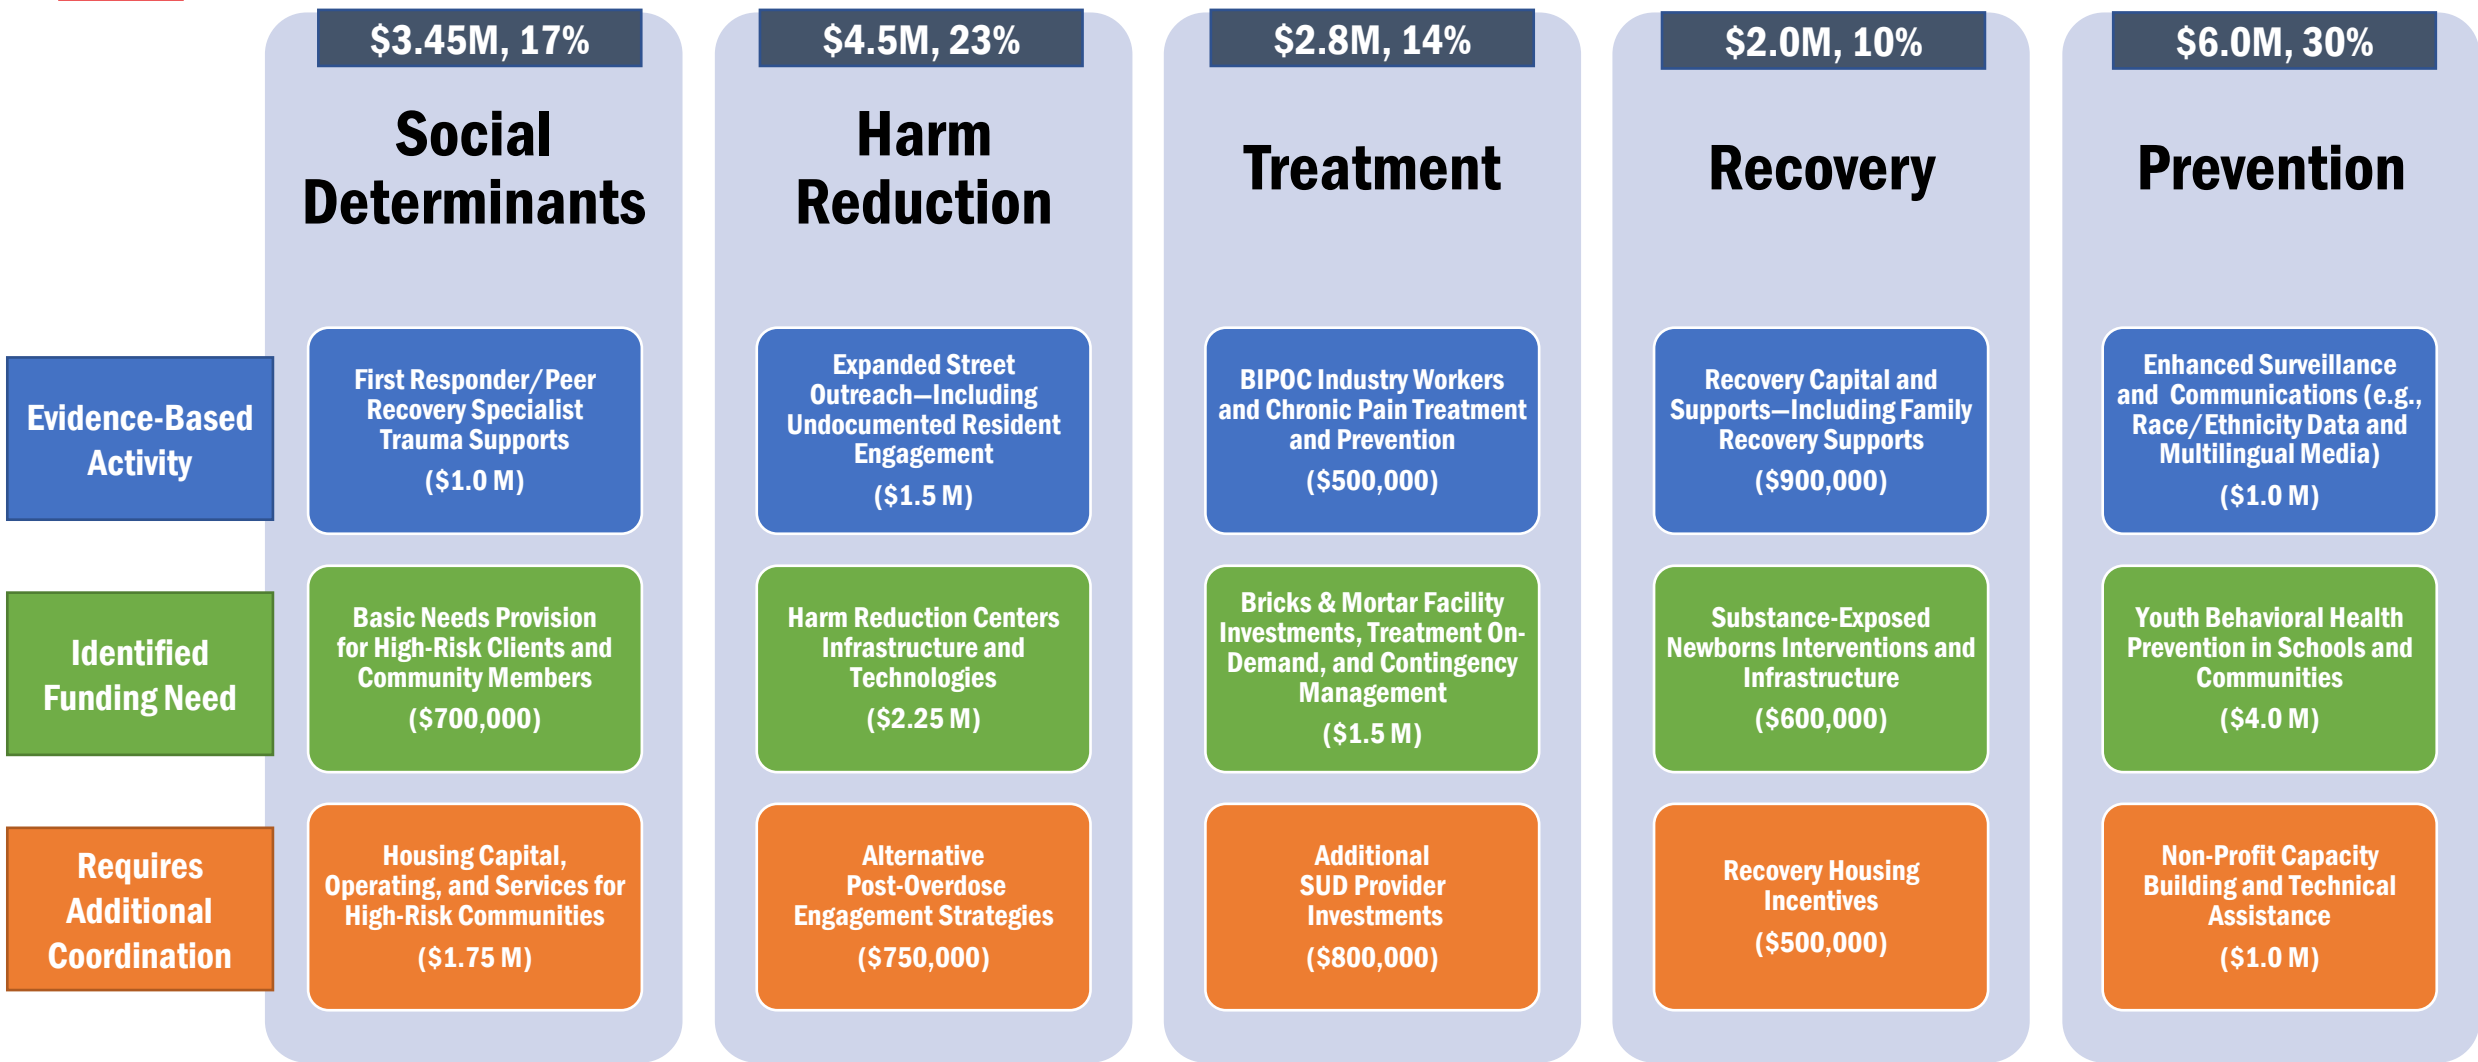 $3.45M, 17%
$4.5M, 23%
$2.8M, 14%
$2.0M, 10%
$6.0M, 30%
Social
Determinants
Harm
Reduction
Treatment
Recovery
Prevention
Evidence-Based
Activity
First Responder/Peer
Recovery Specialist
Trauma Supports
($1.0 M)
Expanded Street
Outreach—Including
Undocumented Resident
Engagement
($1.5 M)
BIPOC Industry Workers
and Chronic Pain Treatment
and Prevention
($500,000)
Recovery Capital and
Supports—Including Family
Recovery Supports
($900,000)
Enhanced Surveillance
and Communications (e.g.,
Race/Ethnicity Data and
Multilingual Media)
($1.0 M)
Identified
Funding Need
Basic Needs Provision
for High-Risk Clients and
Community Members
($700,000)
Harm Reduction Centers
Infrastructure and
Technologies
($2.25 M)
Bricks & Mortar Facility
Investments, Treatment On-
Demand, and Contingency
Management
($1.5 M)
Substance-Exposed
Newborns Interventions and
Infrastructure
($600,000)
Youth Behavioral Health
Prevention in Schools and
Communities
($4.0 M)
Requires
Additional
Coordination
Housing Capital,
Operating, and Services for
High-Risk Communities
($1.75 M)
Alternative
Post-Overdose
Engagement Strategies
($750,000)
Additional
SUD Provider
Investments
($800,000)
Recovery Housing
Incentives
($500,000)
Non-Profit Capacity
Building and Technical
Assistance
($1.0 M)